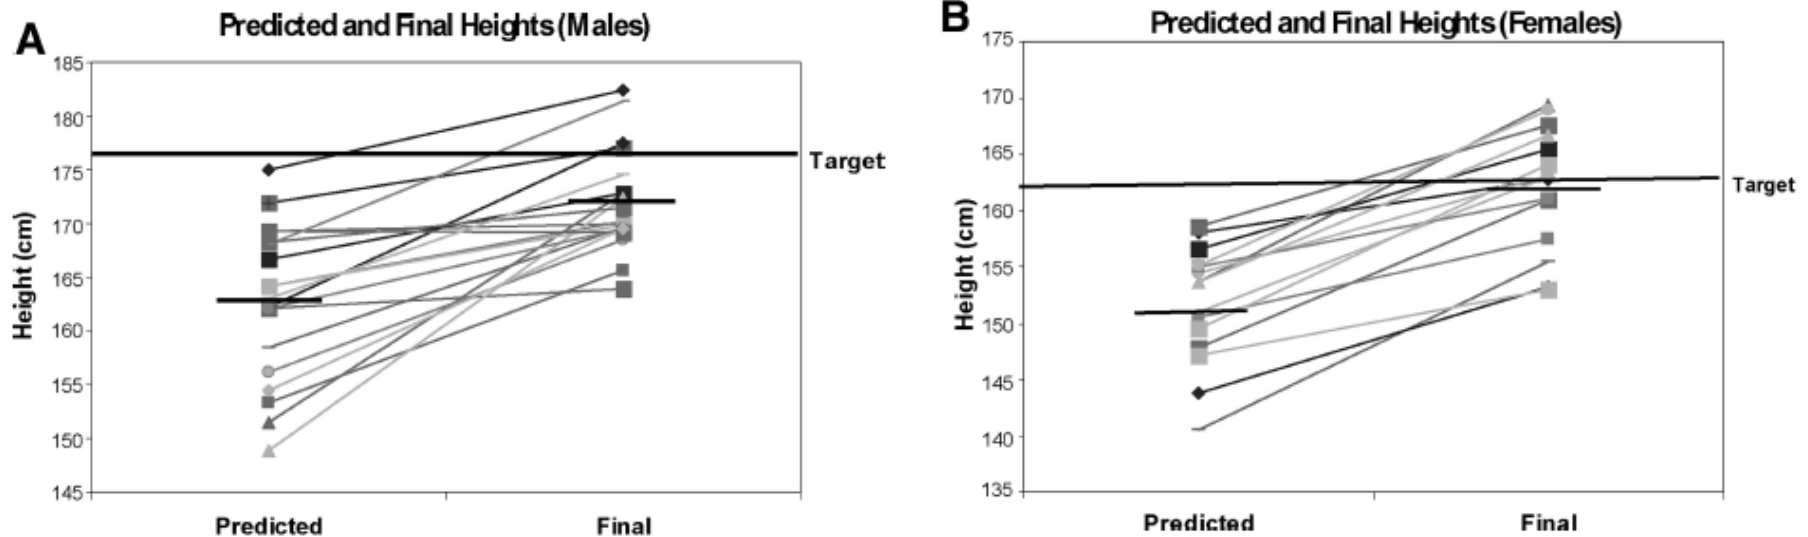 A
Predicted and Final Heights (Males)
185
180
175
170
165
160
155
150
145
Height (cm)
Target
Predicted
Final
B
Predicted and Final Heights (Females)
175
170
165
160
155
150
145
140
135
Height (cm)
Target
Predicted
Final